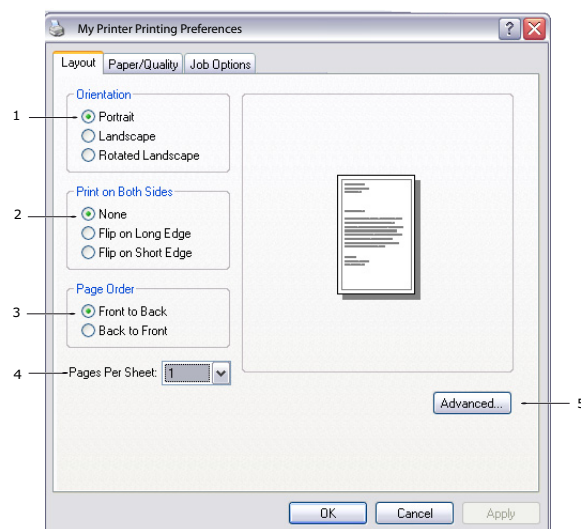 My Printer Printing Preferences
Layout Paper/Quality Job Options
Orientation
1 Portrait
Landscape
Rotated Landscape
Print on Both Sides
2 None
Flip on Long Edge
Flip on Short Edge
Page Order
3 Front to Back
Back to Front
4 Pages Per Sheet: 1
Advanced... 5
OK Cancel Apply